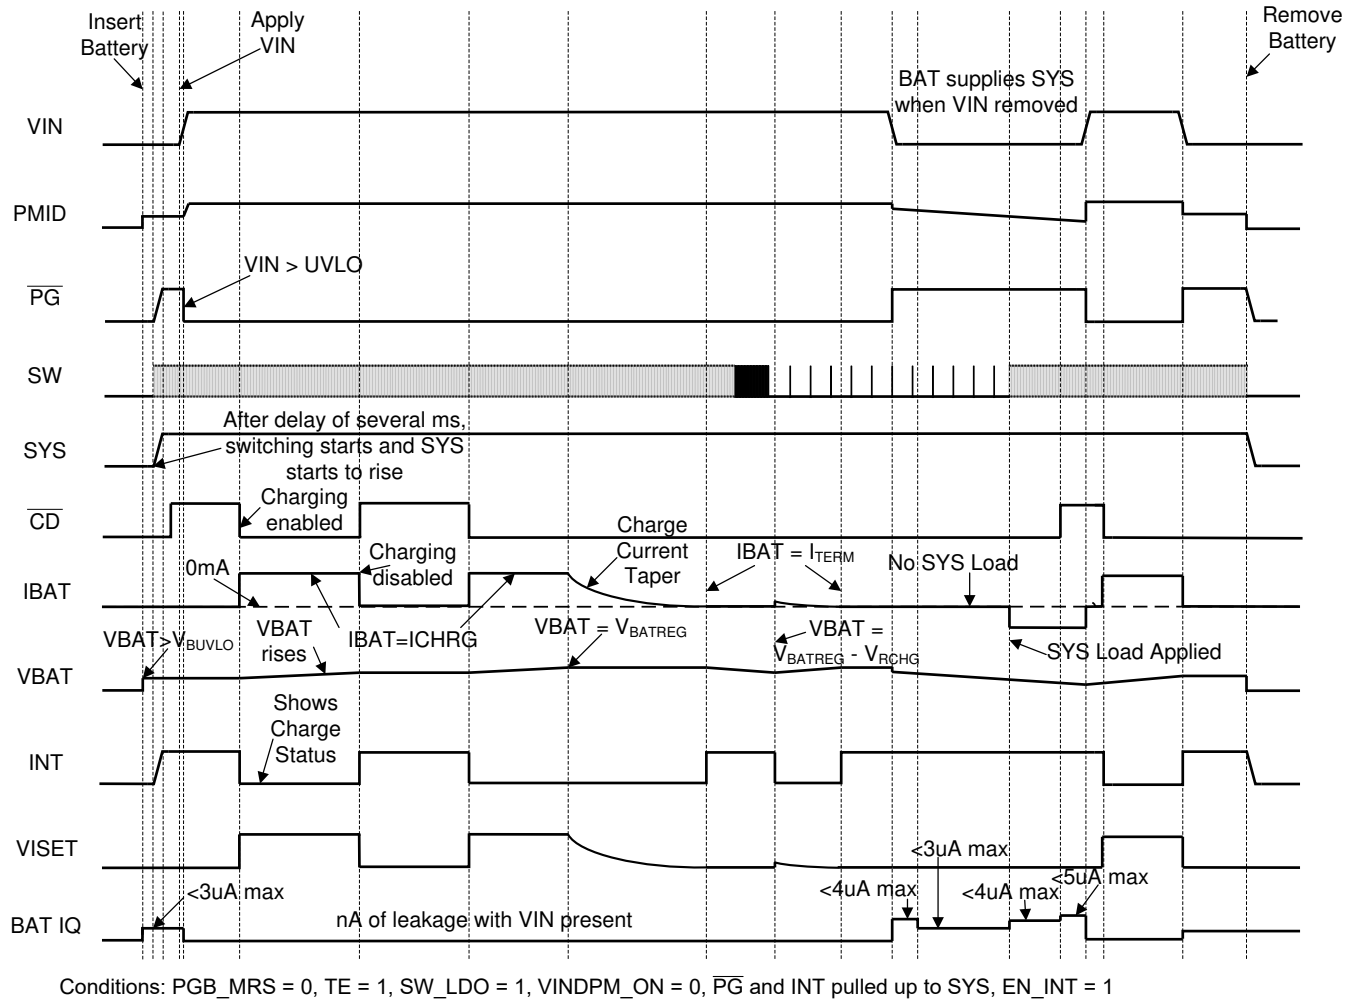 Insert
Battery
Apply
VIN
Remove
Battery
BAT supplies SYS
when VIN removed
VIN
PMID
VIN > UVLO
PG
SW
After delay of several ms,
switching starts and SYS
starts to rise
SYS
Charging
enabled
CD
Charging
disabled
Charge
Current
Taper
IBAT = ITERM
No SYS Load
0mA
IBAT
VBAT>VBUVLO
VBAT
rises
IBAT=ICHRG
VBAT = VBATREG
VBAT =
VBATREG - VRCHG
SYS Load Applied
VBAT
Shows
Charge
Status
INT
VISET
<3uA max
<3uA max
<4uA max
<4uA max
<5uA max
BAT IQ
nA of leakage with VIN present
Conditions: PGB_MRS = 0, TE = 1, SW_LDO = 1, VINDPM_ON = 0, PG and INT pulled up to SYS, EN_INT = 1